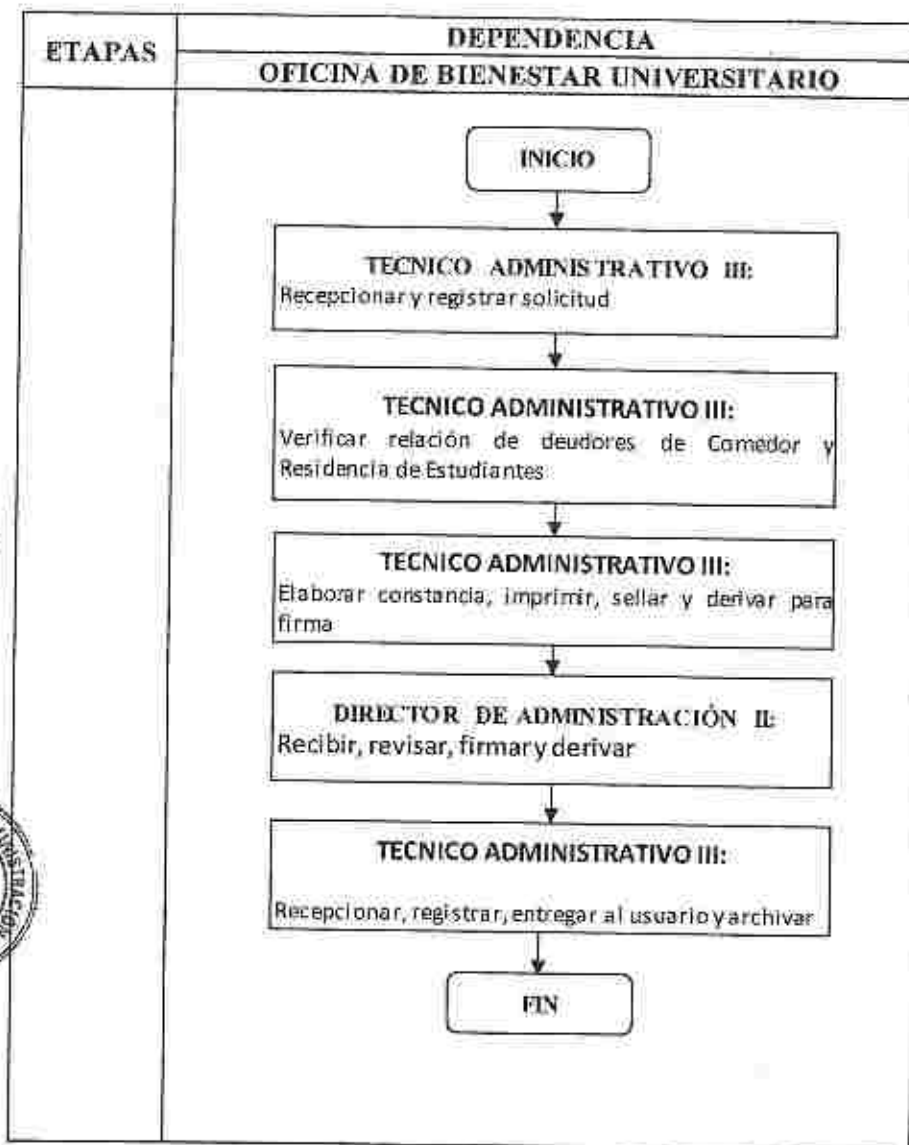 ETAPAS
DEPENDENCIA
OFICINA DE BIENESTAR UNIVERSITARIO
INICIO
TECNICO ADMINISTRATIVO III:
Recepcionar y registrar solicitud
TECNICO ADMINISTRATIVO III:
Verificar relación de deudores de Comedor y
Residencia de Estudiantes
TECNICO ADMINISTRATIVO III:
Elaborar constancia, imprimir, sellar y derivar para
firma
DIRECTOR DE ADMINISTRACIÓN II:
Recibir, revisar, firmar y derivar
TECNICO ADMINISTRATIVO III:
Recepcionar, registrar, entregar al usuario y archivar
FIN